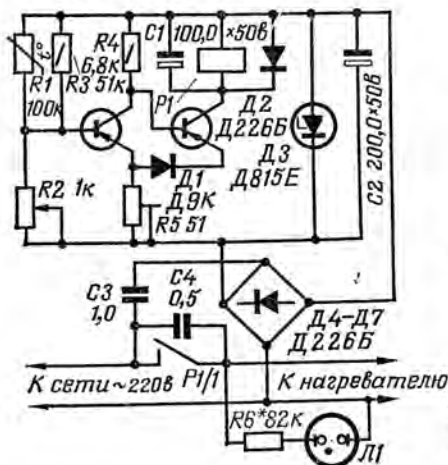 C1 100,0×50в
R4
t°
R1
100к
6,8к
R3 51к
P1
Д2
Д226Б
Д3
Д815Е
C2 200,0×50в
R2 1к
Д1
Д9К
R5 51
C3
1,0
C4
0,5
Д4-Д7
Д226Б
К сети ~220в
P1/1
К нагревателю
R6* 82к
Л1